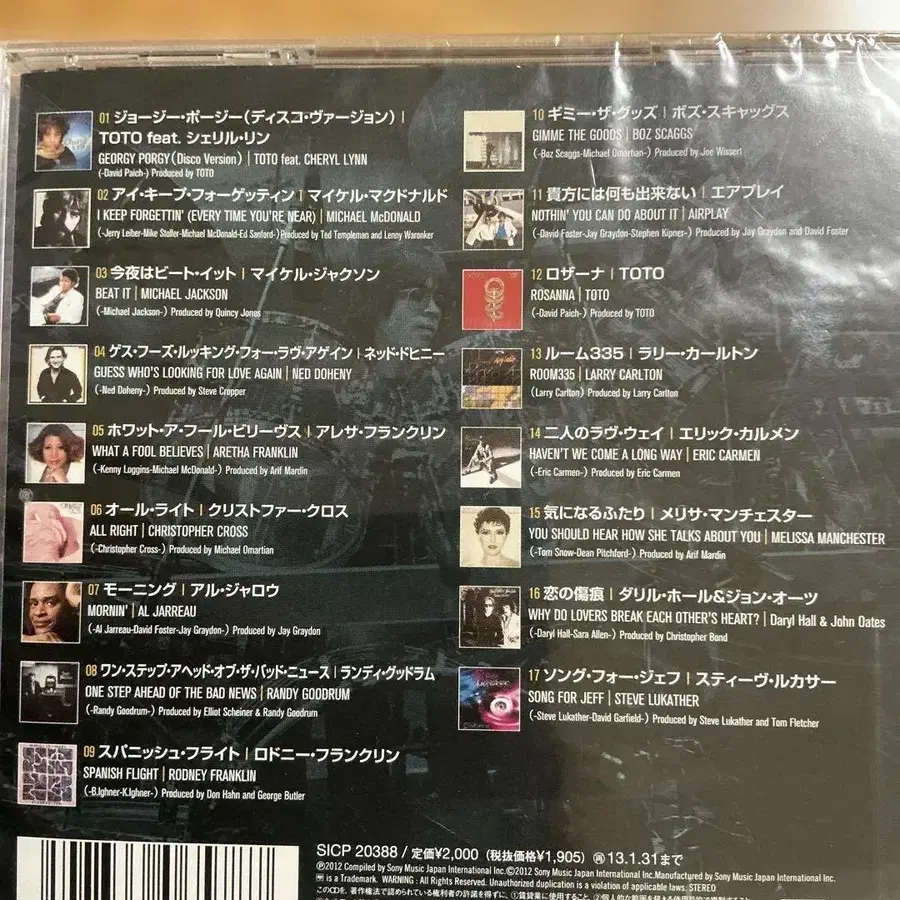 01 ジョージー・ポージー（ディスコ・ヴァージョン） |
TOTO feat. シェリル・リン
GEORGY PORGY (Disco Version) | TOTO feat. CHERYL LYNN
(-David Paich-) Produced by TOTO
02 アイ・キープ・フォーゲッティン | マイケル・マクドナルド
I KEEP FORGETTIN' (EVERY TIME YOU'RE NEAR) | MICHAEL McDONALD
(-Jerry Leiber-Mike Stoller-Michael McDonald-Ed Sanford-) Produced by Ted Templeman and Lenny Waronker
03 今夜はビート・イット | マイケル・ジャクソン
BEAT IT | MICHAEL JACKSON
(-Michael Jackson-) Produced by Quincy Jones
04 ゲス・フーズ・ルッキング・フォー・ラヴ・アゲイン | ネッド・ドヒニー
GUESS WHO'S LOOKING FOR LOVE AGAIN | NED DOHENY
(-Ned Doheny-) Produced by Steve Cropper
05 ホワット・ア・フール・ビリーヴス | アレサ・フランクリン
WHAT A FOOL BELIEVES | ARETHA FRANKLIN
(-Kenny Loggins-Michael McDonald-) Produced by Arif Mardin
06 オール・ライト | クリストファー・クロス
ALL RIGHT | CHRISTOPHER CROSS
(-Christopher Cross-) Produced by Michael Omartian
07 モーニング | アル・ジャロウ
MORNIN' | AL JARREAU
(-Al Jarreau-David Foster-Jay Graydon-) Produced by Jay Graydon
08 ワン・ステップ・アヘッド・オブ・ザ・バッド・ニュース | ランディ・グッドラム
ONE STEP AHEAD OF THE BAD NEWS | RANDY GOODRUM
(-Randy Goodrum-) Produced by Elliot Scheiner & Randy Goodrum
09 スパニッシュ・フライト | ロドニー・フランクリン
SPANISH FLIGHT | RODNEY FRANKLIN
(-B.Ighner-K.Ighner-) Produced by Don Hahn and George Butler
10 ギミー・ザ・グッズ | ボズ・スキャッグス
GIMME THE GOODS | BOZ SCAGGS
(-Boz Scaggs-Michael Omartian-) Produced by Joe Wissert
11 貴方には何も出来ない | エアプレイ
NOTHIN' YOU CAN DO ABOUT IT | AIRPLAY
(-David Foster-Jay Graydon-Stephen Kipner-) Produced by Jay Graydon and David Foster
12 ロザーナ | TOTO
ROSANNA | TOTO
(-David Paich-) Produced by TOTO
13 ルーム335 | ラリー・カールトン
ROOM335 | LARRY CARLTON
(Larry Carlton) Produced by Larry Carlton
14 二人のラヴ・ウェイ | エリック・カルメン
HAVEN'T WE COME A LONG WAY | ERIC CARMEN
(-Eric Carmen-) Produced by Eric Carmen
15 気になるふたり | メリサ・マンチェスター
YOU SHOULD HEAR HOW SHE TALKS ABOUT YOU | MELISSA MANCHESTER
(-Tom Snow-Dean Pitchford-) Produced by Arif Mardin
16 恋の傷痕 | ダリル・ホール&ジョン・オーツ
WHY DO LOVERS BREAK EACH OTHER'S HEART? | Daryl Hall & John Oates
(-Daryl Hall-Sara Allen-) Produced by Christopher Bond
17 ソング・フォー・ジェフ | スティーヴ・ルカサー
SONG FOR JEFF | STEVE LUKATHER
(-Steve Lukather-David Garfield-) Produced by Steve Lukather and Tom Fletcher
SICP 20388 / 定価¥2,000（税抜価格¥1,905）再13.1.31まで
℗2012 Compiled by Sony Music Japan International Inc.©2012 Sony Music Japan International Inc.Manufactured by Sony Music Japan International Inc.
is a Trademark. WARNING : All Rights Reserved. Unauthorized duplication is a violation of applicable laws. STEREO